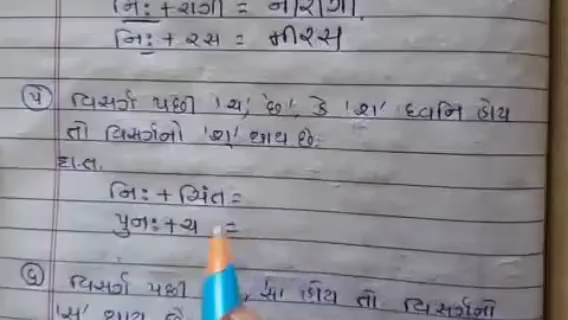 નિઃ + રાગી = નીરાગી.
નિઃ + રસ = નીરસ
૫ વિસર્ગ પછી 'ચ', 'છ', કે 'શ' ધ્વનિ હોય
તો વિસર્ગનો 'શ્' થાય છે.
દા.ત.
નિઃ + ચિંત =
પુનઃ + ચ =
૬ વિસર્ગ પછી , 'સ' હોય તો વિસર્ગનો
'સ' થાય છે.